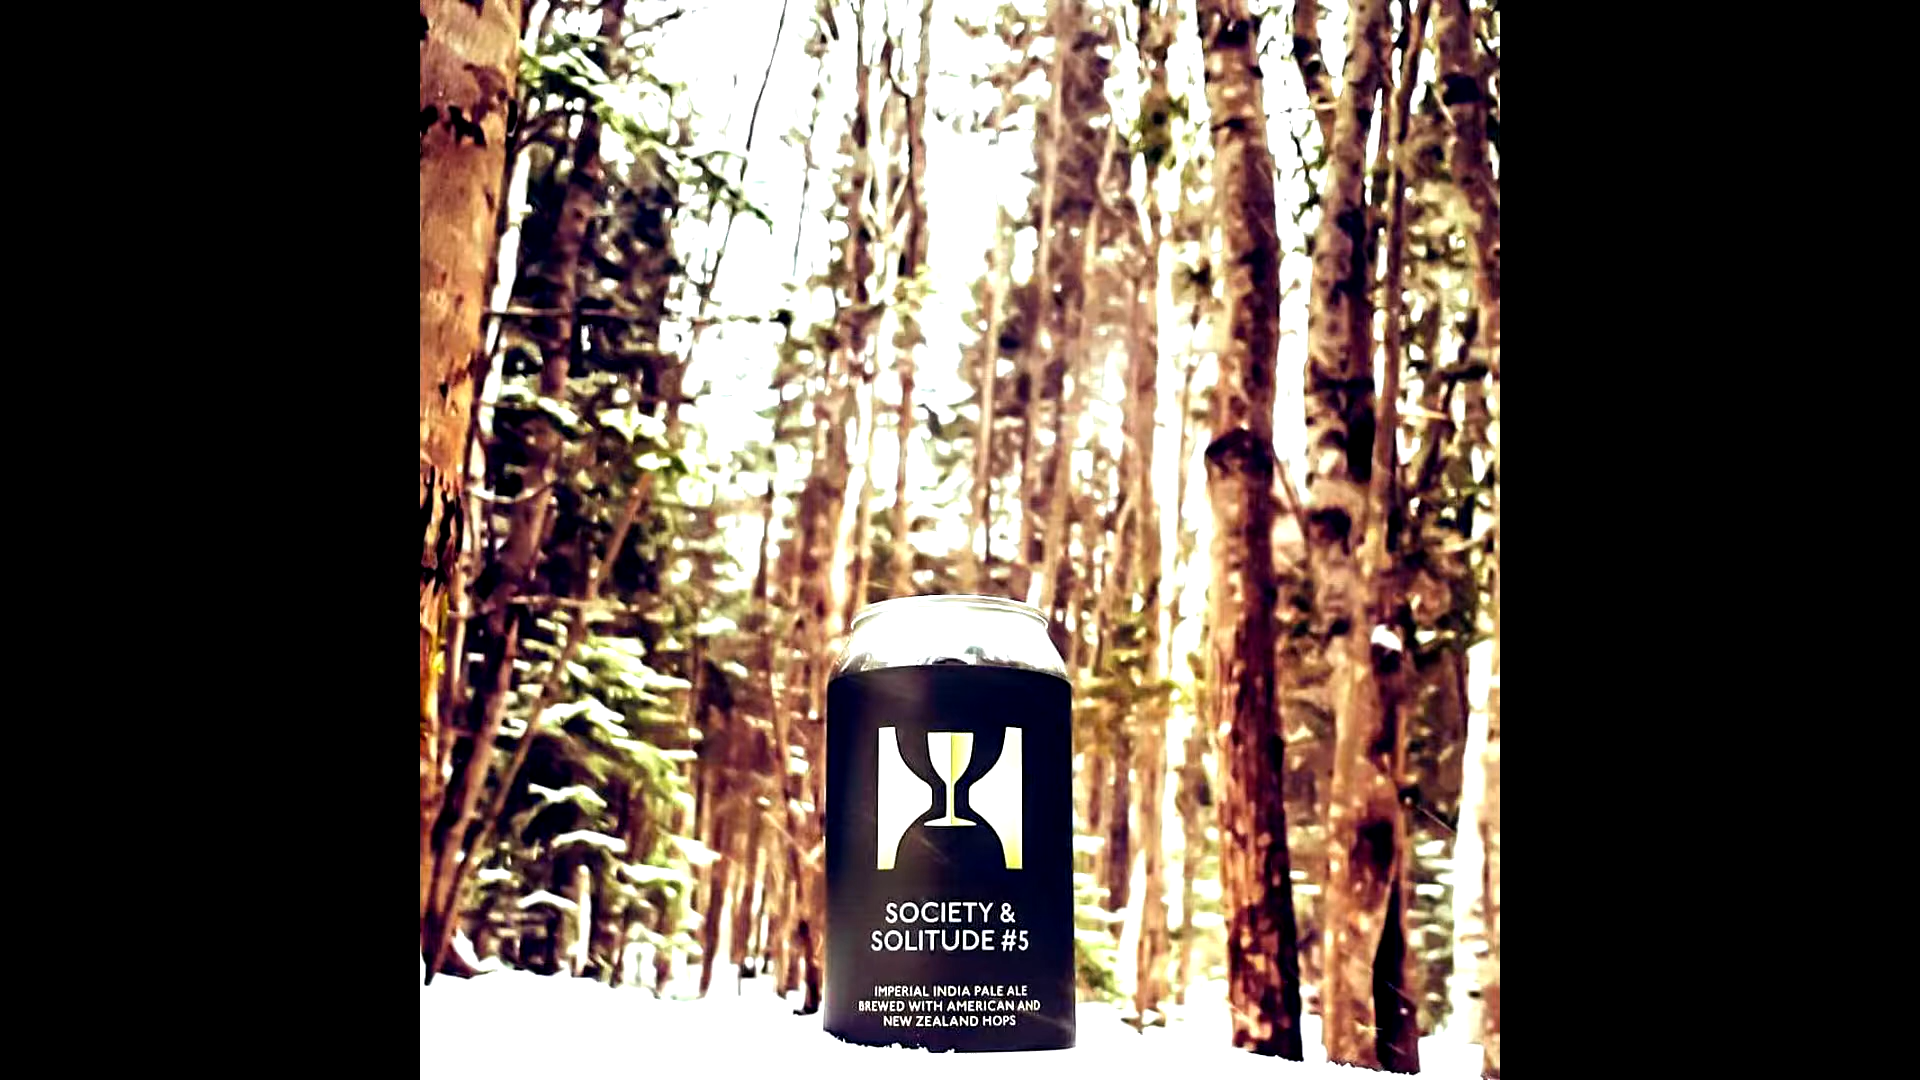 SOCIETY &
SOLITUDE #5
IMPERIAL INDIA PALE ALE
BREWED WITH AMERICAN AND
NEW ZEALAND HOPS